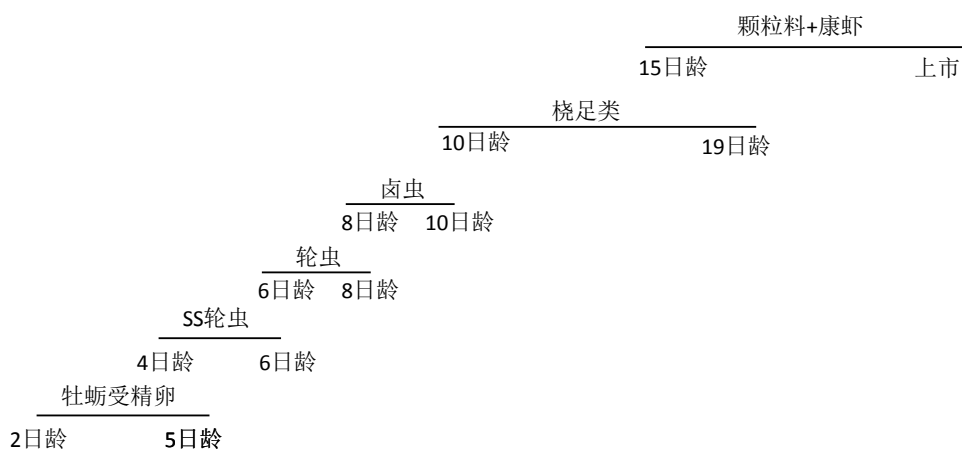 颗粒料+康虾
15日龄 上市
桡足类
10日龄 19日龄
卤虫
8日龄 10日龄
轮虫
6日龄 8日龄
SS轮虫
4日龄 6日龄
牡蛎受精卵
2日龄 5日龄